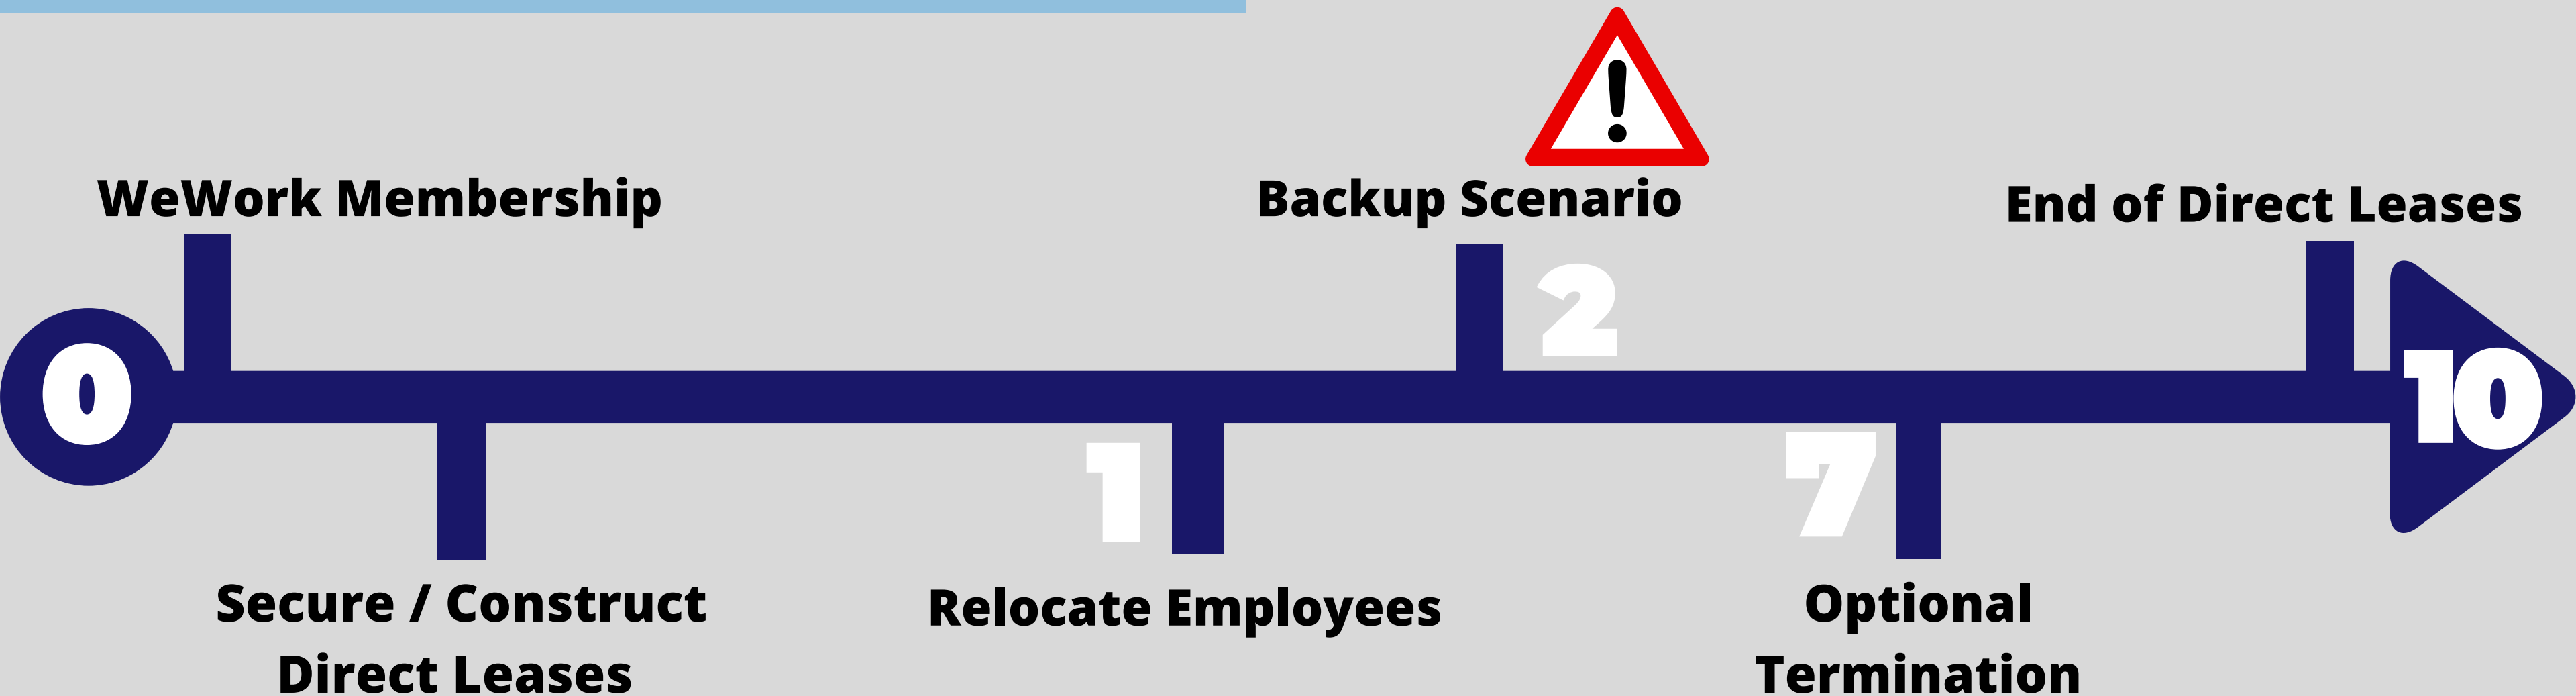 WeWork Membership
Backup Scenario
End of Direct Leases
2
0
10
1
7
Secure / Construct
Direct Leases
Relocate Employees
Optional
Termination